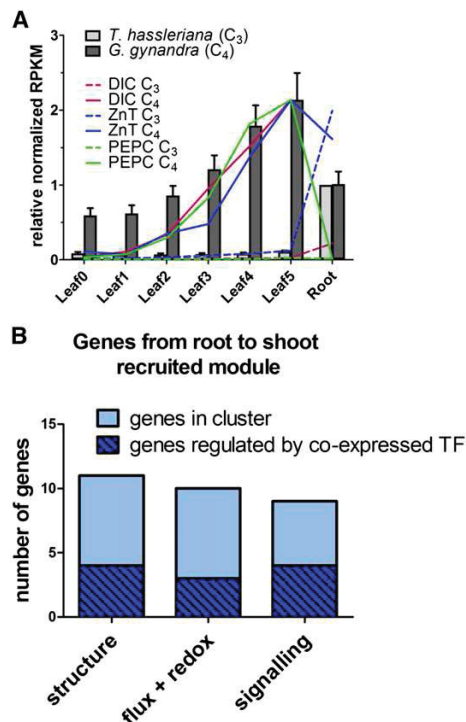 A
T. hassleriana (C3)
G. gynandra (C4)
DIC C3
DIC C4
ZnT C3
ZnT C4
PEPC C3
PEPC C4
relative normalized RPKM
3
2
1
0
Leaf0
Leaf1
Leaf2
Leaf3
Leaf4
Leaf5
Root
B
Genes from root to shoot
recruited module
genes in cluster
genes regulated by co-expressed TF
number of genes
15
10
5
0
structure
flux + redox
signalling